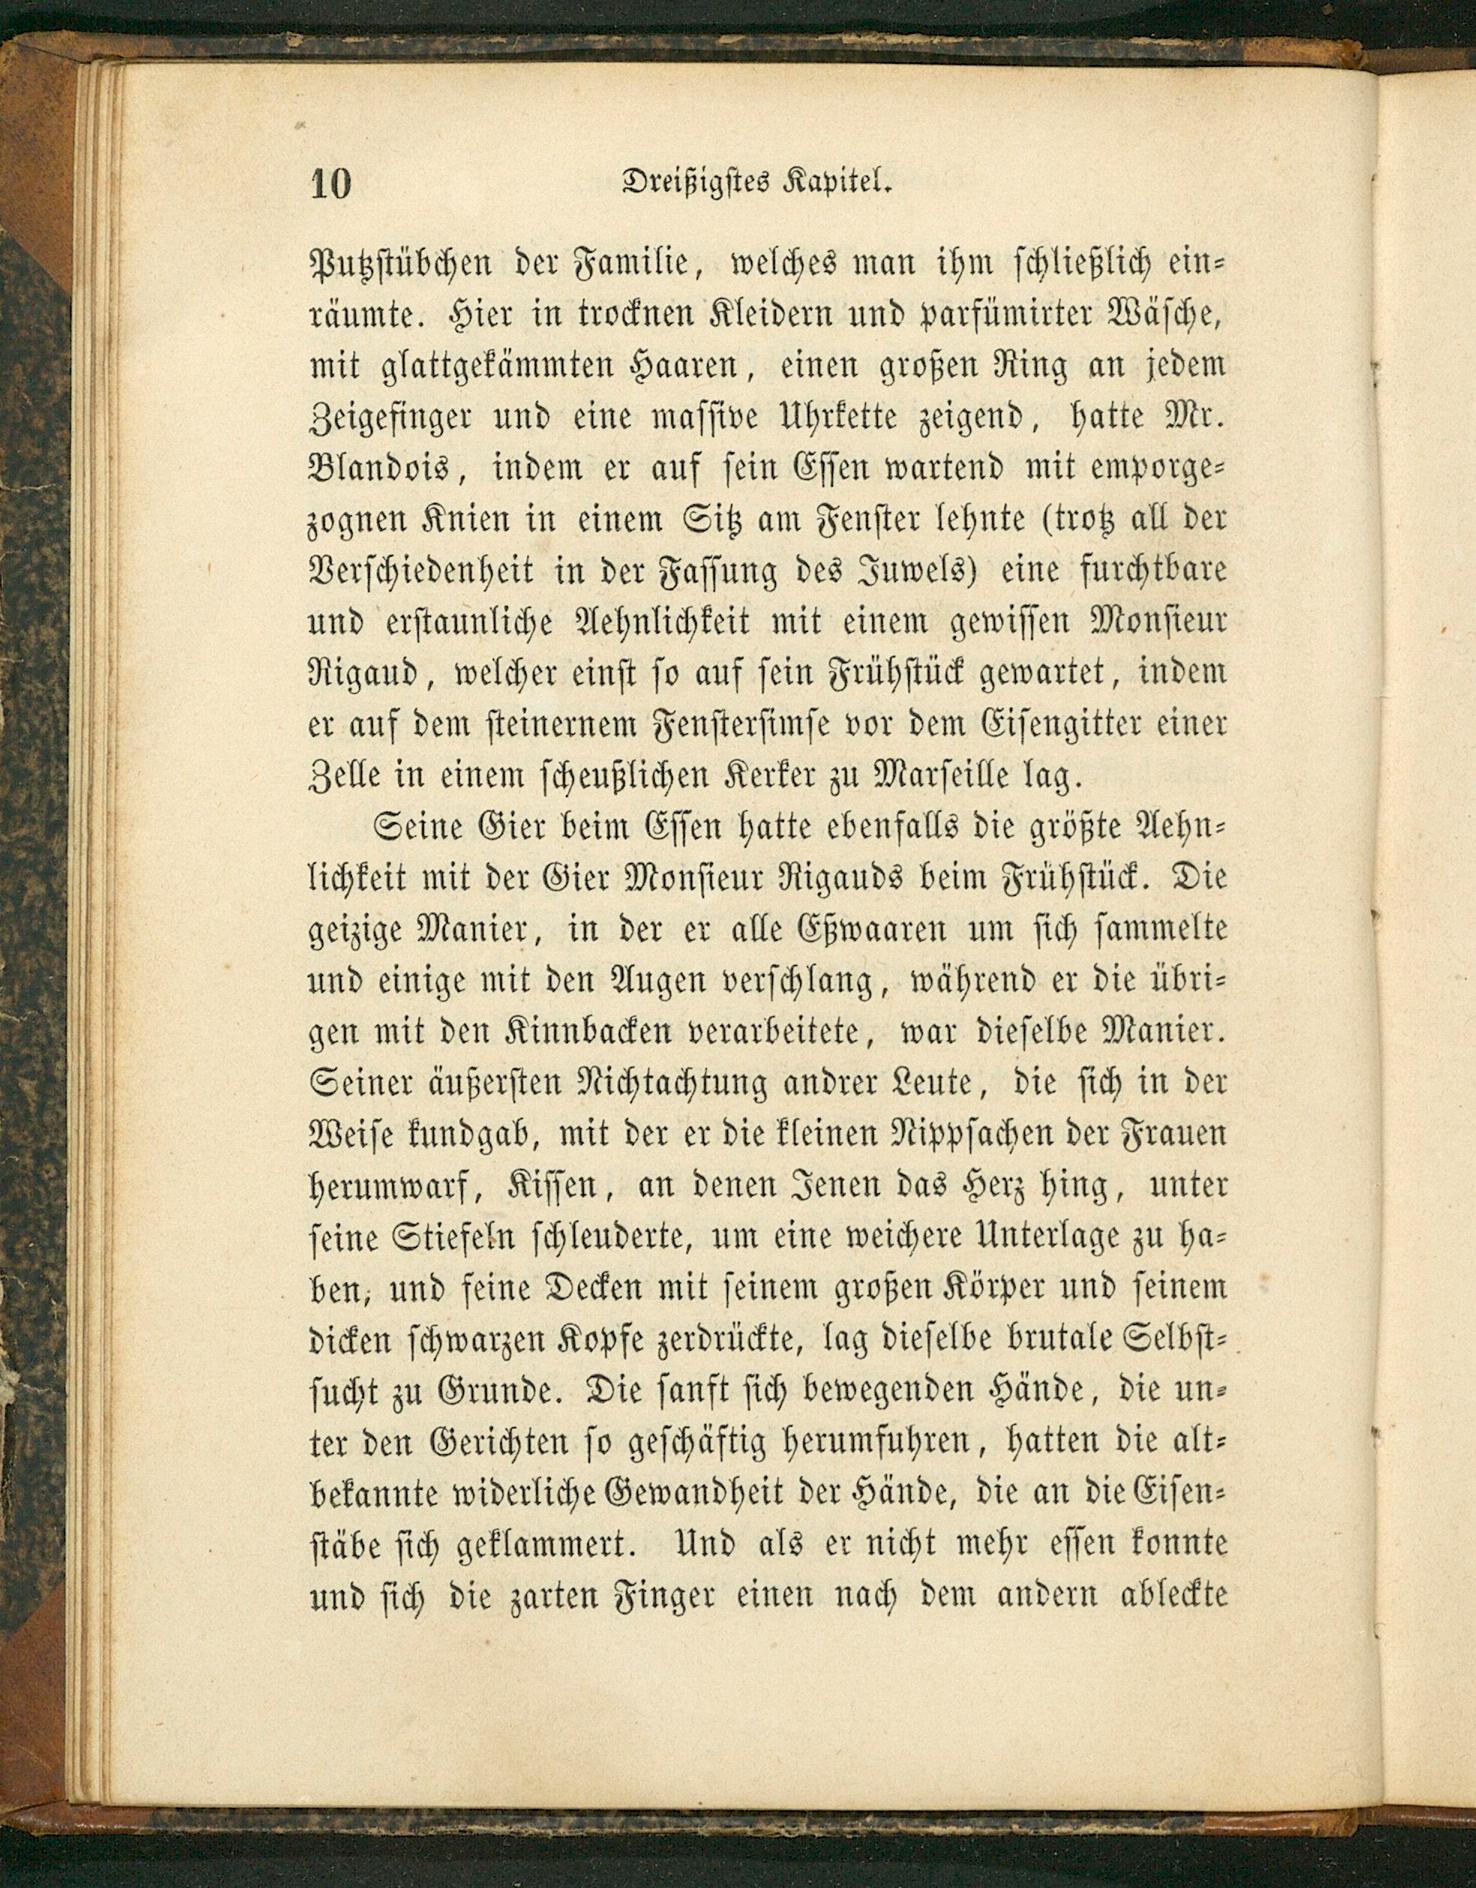 10 Dreißigstes Kapitel.
Putzstübchen der Familie, welches man ihm schließlich ein-
räumte. Hier in trocknen Kleidern und parfümirter Wäsche,
mit glattgekämmten Haaren, einen großen Ring an jedem
Zeigefinger und eine massive Uhrkette zeigend, hatte Mr.
Blandois, indem er auf sein Essen wartend mit emporge-
zognen Knien in einem Sitz am Fenster lehnte (trotz all der
Verschiedenheit in der Fassung des Juwels) eine furchtbare
und erstaunliche Aehnlichkeit mit einem gewissen Monsieur
Rigaud, welcher einst so auf sein Frühstück gewartet, indem
er auf dem steinernem Fenstersimse vor dem Eisengitter einer
Zelle in einem scheußlichen Kerker zu Marseille lag.
Seine Gier beim Essen hatte ebenfalls die größte Aehn-
lichkeit mit der Gier Monsieur Rigauds beim Frühstück. Die
geizige Manier, in der er alle Eßwaaren um sich sammelte
und einige mit den Augen verschlang, während er die übri-
gen mit den Kinnbacken verarbeitete, war dieselbe Manier.
Seiner äußersten Nichtachtung andrer Leute, die sich in der
Weise kundgab, mit der er die kleinen Nippsachen der Frauen
herumwarf, Kissen, an denen Jenen das Herz hing, unter
seine Stiefeln schleuderte, um eine weichere Unterlage zu ha-
ben, und feine Decken mit seinem großen Körper und seinem
dicken schwarzen Kopfe zerdrückte, lag dieselbe brutale Selbst-
sucht zu Grunde. Die sanft sich bewegenden Hände, die un-
ter den Gerichten so geschäftig herumfuhren, hatten die alt-
bekannte widerliche Gewandheit der Hände, die an die Eisen-
stäbe sich geklammert. Und als er nicht mehr essen konnte
und sich die zarten Finger einen nach dem andern ableckte